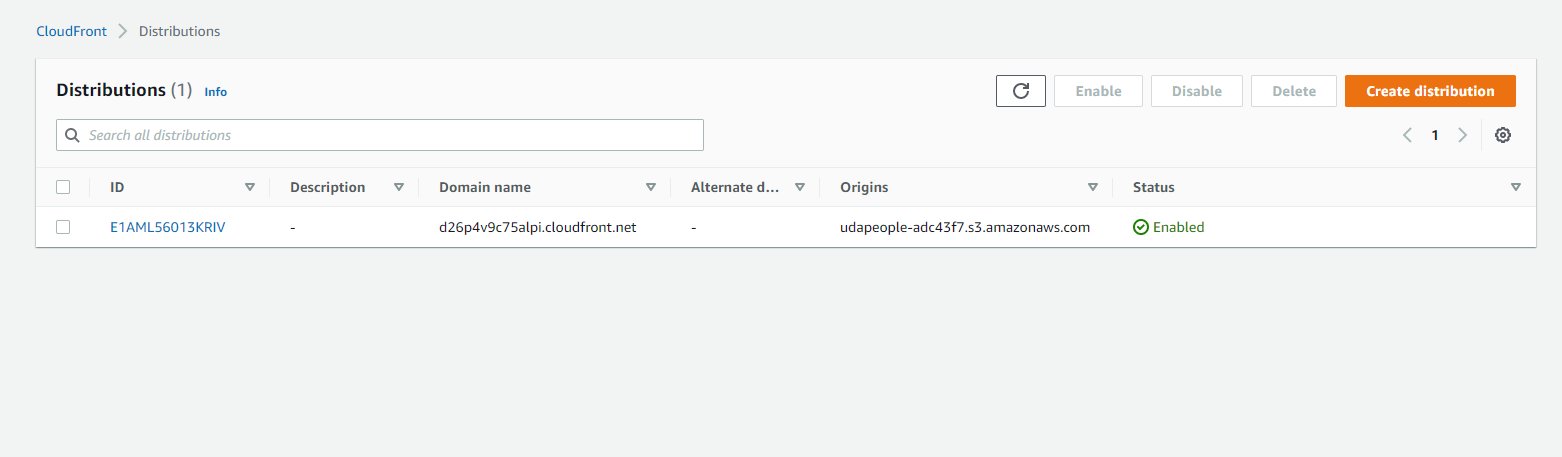 CloudFront Distributions
Distributions (1) Info Enable Disable Delete Create distribution
Search all distributions 1
ID Description Domain name Alternate d... Origins Status
E1AML56013KRIV - d26p4v9c75alpi.cloudfront.net - udapeople-adc43f7.s3.amazonaws.com Enabled